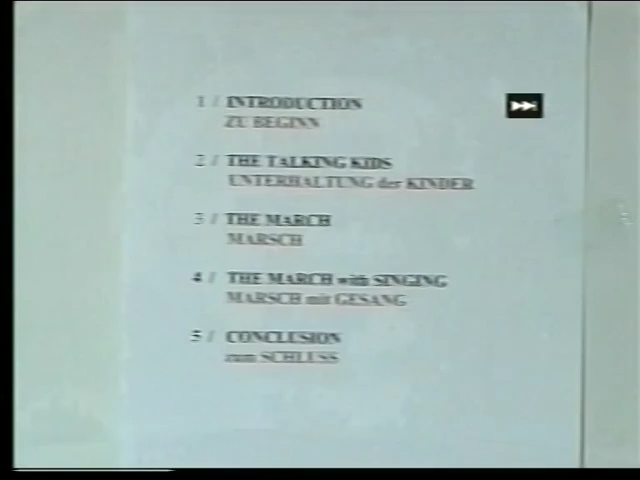 1 / INTRODUCTION
ZU BEGINN
2 / THE TALKING KIDS
UNTERHALTUNG der KINDER
3 / THE MARCH
MARSCH
4 / THE MARCH with SINGING
MARSCH mit GESANG
5 / CONCLUSION
zum SCHLUSS